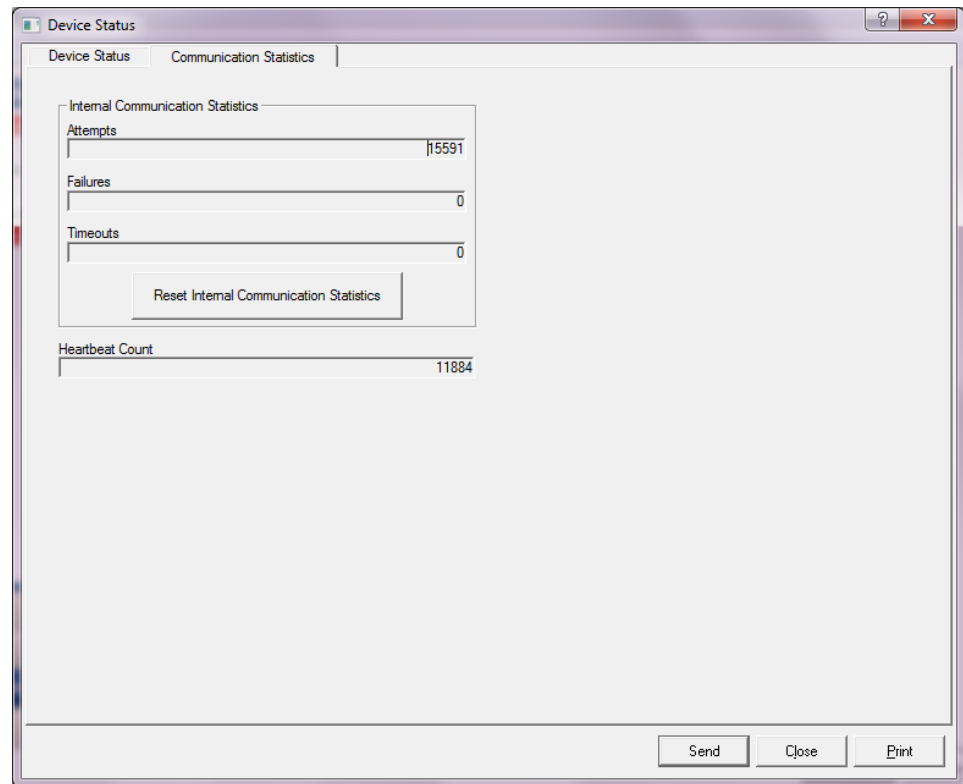 Device Status
?
X
Device Status Communication Statistics
Internal Communication Statistics
Attempts
15591
Failures
0
Timeouts
0
Reset Internal Communication Statistics
Heartbeat Count
11884
Send Close Print